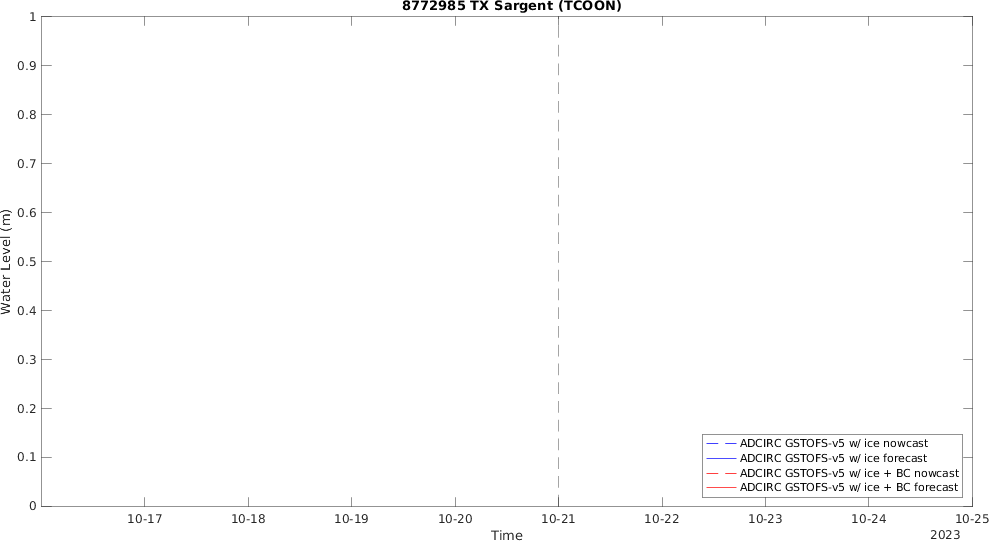 8772985 TX Sargent (TCOON)
1
0.9
0.8
0.7
0.6
0.5
0.4
0.3
0.2
0.1
0
Water Level (m)
10-17 10-18 10-19 10-20 10-21 10-22 10-23 10-24 10-25
2023
Time
ADCIRC GSTOFS-v5 w/ ice nowcast
ADCIRC GSTOFS-v5 w/ ice forecast
ADCIRC GSTOFS-v5 w/ ice + BC nowcast
ADCIRC GSTOFS-v5 w/ ice + BC forecast